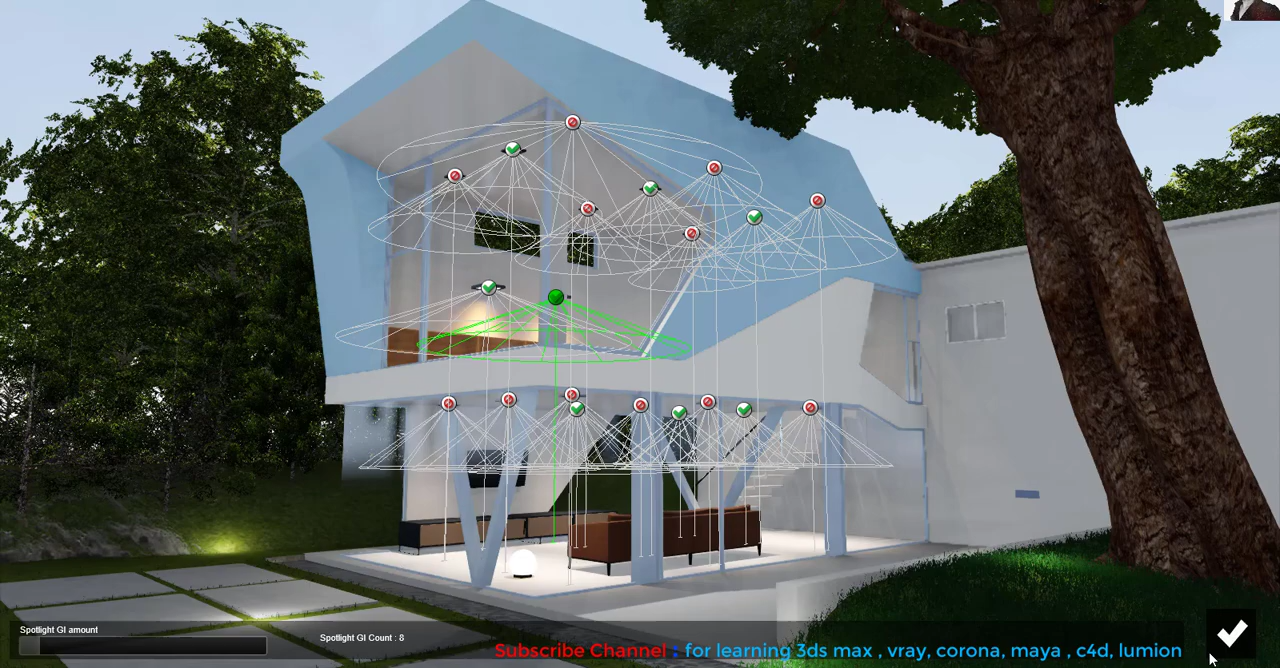 Spotlight GI amount
Spotlight GI Count : 8
Subscribe Channel : for learning 3ds max , vray, corona, maya , c4d, lumion